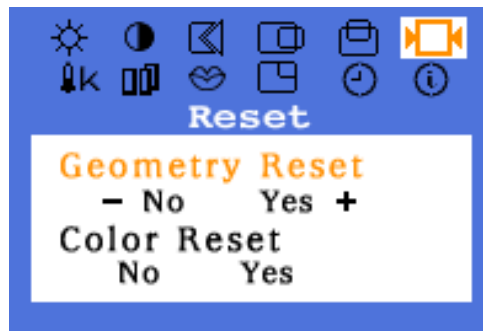 K
Reset
Geometry Reset
– No Yes +
Color Reset
No Yes